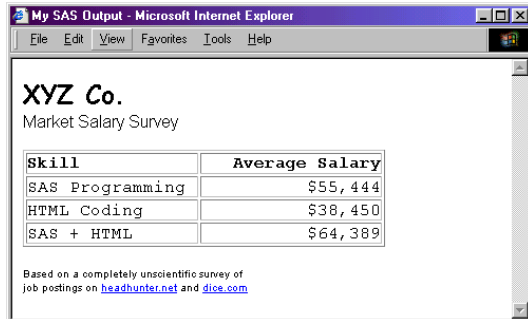 My SAS Output - Microsoft Internet Explorer
File Edit View Favorites Tools Help
XYZ Co.
Market Salary Survey
Skill Average Salary
SAS Programming $55,444
HTML Coding $38,450
SAS + HTML $64,389
Based on a completely unscientific survey of
job postings on headhunter.net and dice.com